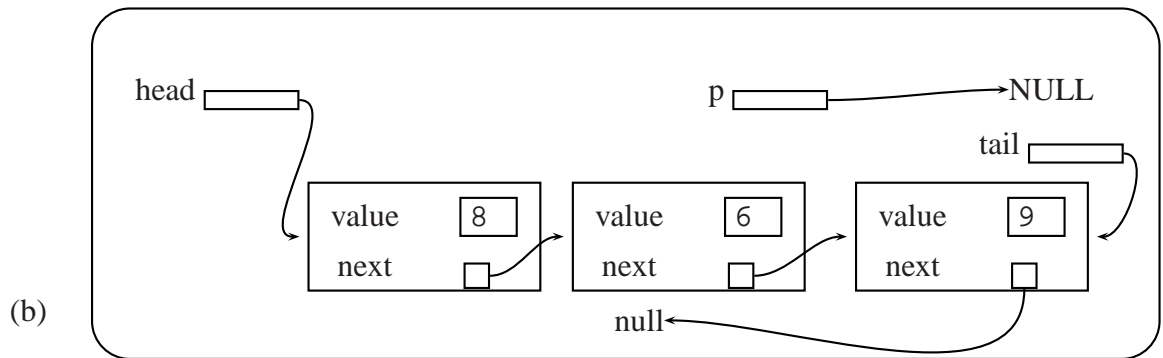 head p NULL
tail
value 8 value 6 value 9
next next next
(b) null